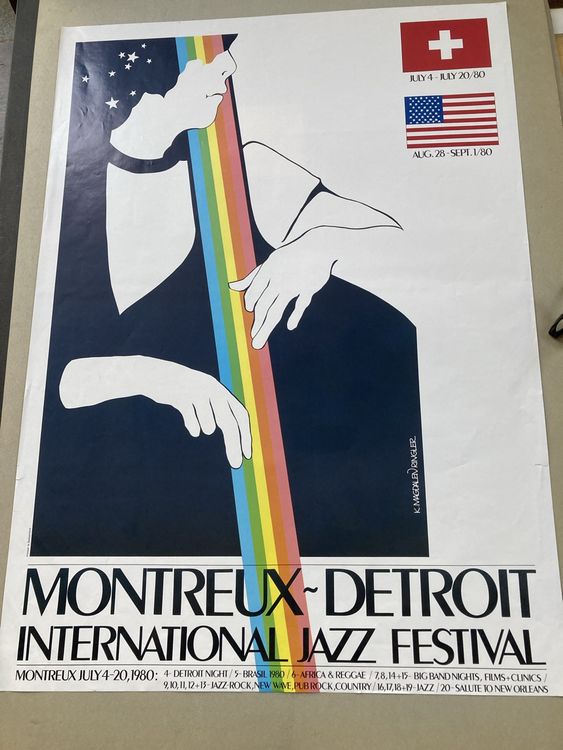 JULY 4 - JULY 20/80
AUG. 28 - SEPT. 1/80
K. MAGDALEN RINGLER
MONTREUX~DETROIT
INTERNATIONAL JAZZ FESTIVAL
MONTREUX JULY 4-20, 1980: 4- DETROIT NIGHT / 5- BRASIL 1980 / 6- AFRICA & REGGAE / 7,8,14+15- BIG BAND NIGHTS, FILMS+CLINICS /
9,10,11,12+13- JAZZ-ROCK, NEW WAVE, PUB ROCK, COUNTRY / 16,17,18+19- JAZZ / 20- SALUTE TO NEW ORLEANS